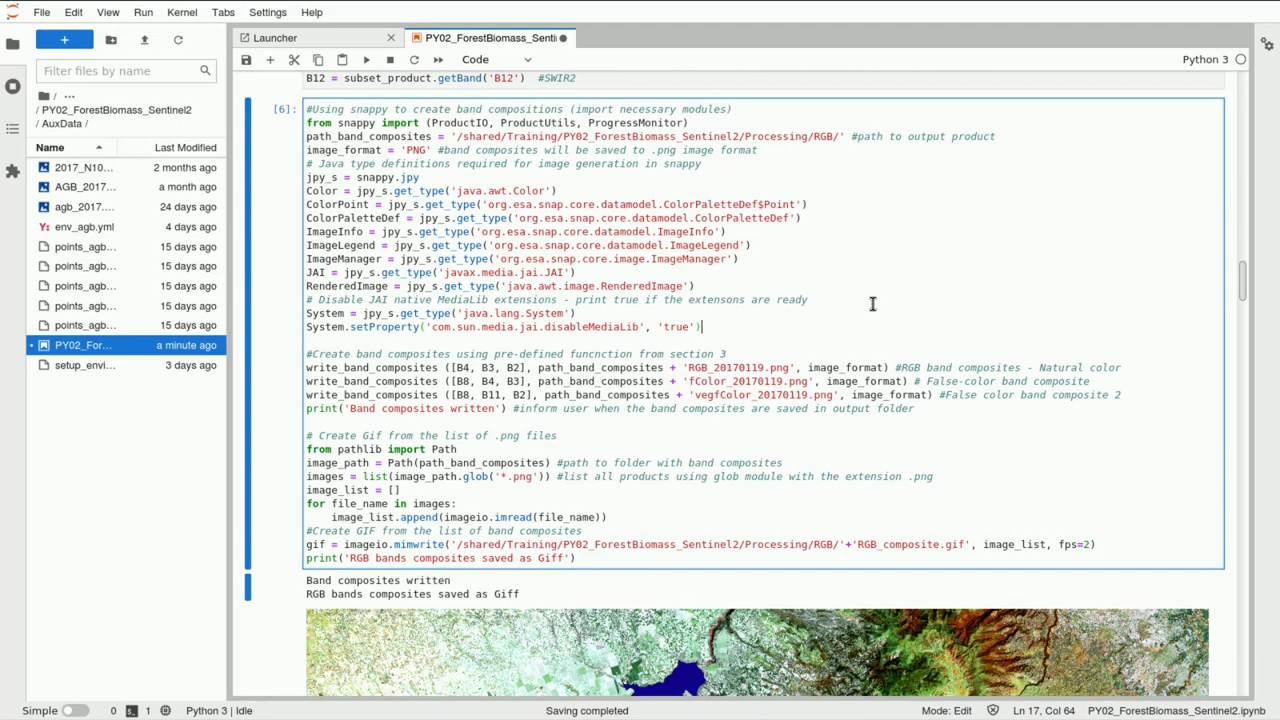 File Edit View Run Kernel Tabs Settings Help
Launcher
PY02_ForestBiomass_Senti
Code
Python 3
Filter files by name
/ ...
/ PY02_ForestBiomass_Sentinel2
/ AuxData /
Name Last Modified
2017_N10... 2 months ago
AGB_2017... a month ago
agb_2017.... 24 days ago
env_agb.yml 4 days ago
points_agb... 15 days ago
points_agb... 15 days ago
points_agb... 15 days ago
points_agb... 15 days ago
points_agb... 15 days ago
PY02_For... a minute ago
setup_envi... 3 days ago
B12 = subset_product.getBand('B12')  #SWIR2
[6]:
#Using snappy to create band compositions (import necessary modules)
from snappy import (ProductIO, ProductUtils, ProgressMonitor)
path_band_composites = '/shared/Training/PY02_ForestBiomass_Sentinel2/Processing/RGB/' #path to output product
image_format = 'PNG' #band composites will be saved to .png image format
# Java type definitions required for image generation in snappy
jpy_s = snappy.jpy
Color = jpy_s.get_type('java.awt.Color')
ColorPoint = jpy_s.get_type('org.esa.snap.core.datamodel.ColorPaletteDef$Point')
ColorPaletteDef = jpy_s.get_type('org.esa.snap.core.datamodel.ColorPaletteDef')
ImageInfo = jpy_s.get_type('org.esa.snap.core.datamodel.ImageInfo')
ImageLegend = jpy_s.get_type('org.esa.snap.core.datamodel.ImageLegend')
ImageManager = jpy_s.get_type('org.esa.snap.core.image.ImageManager')
JAI = jpy_s.get_type('javax.media.jai.JAI')
RenderedImage = jpy_s.get_type('java.awt.image.RenderedImage')
# Disable JAI native MediaLib extensions - print true if the extensons are ready
System = jpy_s.get_type('java.lang.System')
System.setProperty('com.sun.media.jai.disableMediaLib', 'true')
#Create band composites using pre-defined funcnction from section 3
write_band_composites ([B4, B3, B2], path_band_composites + 'RGB_20170119.png', image_format) #RGB band composites - Natural color
write_band_composites ([B8, B4, B3], path_band_composites + 'fColor_20170119.png', image_format) # False-color band composite
write_band_composites ([B8, B11, B2], path_band_composites + 'vegfColor_20170119.png', image_format) #False color band composite 2
print('Band composites written') #inform user when the band composites are saved in output folder
# Create Gif from the list of .png files
from pathlib import Path
image_path = Path(path_band_composites) #path to folder with band composites
images = list(image_path.glob('*.png')) #list all products using glob module with the extension .png
image_list = []
for file_name in images:
    image_list.append(imageio.imread(file_name))
#Create GIF from the list of band composites
gif = imageio.mimwrite('/shared/Training/PY02_ForestBiomass_Sentinel2/Processing/RGB/'+'RGB_composite.gif', image_list, fps=2)
print('RGB bands composites saved as Giff')
Band composites written
RGB bands composites saved as Giff
Simple 0 1 Python 3 | Idle Saving completed Mode: Edit Ln 17, Col 64 PY02_ForestBiomass_Sentinel2.ipynb